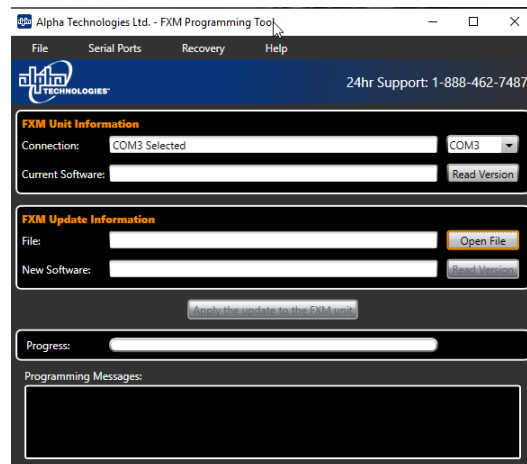 Alpha Technologies Ltd. - FXM Programming Tool
File Serial Ports Recovery Help
alpha
TECHNOLOGIES
24hr Support: 1-888-462-7487
FXM Unit Information
Connection: COM3 Selected COM3
Current Software: Read Version
FXM Update Information
File: Open File
New Software: Read Version
Apply the update to the FXM unit
Progress:
Programming Messages: